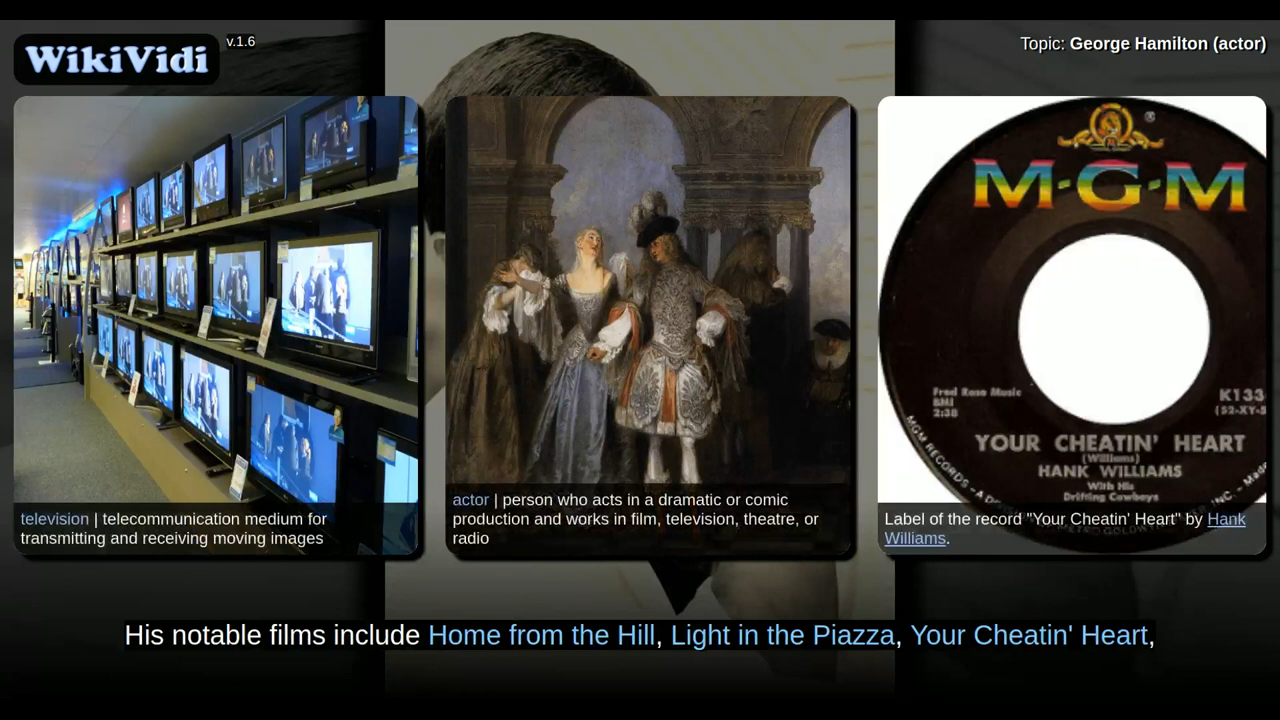 WikiVidi
v.1.6
Topic: George Hamilton (actor)
television | telecommunication medium for
transmitting and receiving moving images
actor | person who acts in a dramatic or comic
production and works in film, television, theatre, or
radio
®
M·G·M
Fred Rose Music
BMI
2:38
K133
YOUR CHEATIN' HEART
(Williams)
HANK WILLIAMS
With His
Drifting Cowboys
MGM RECORDS
Label of the record "Your Cheatin' Heart" by Hank
Williams.
His notable films include Home from the Hill, Light in the Piazza, Your Cheatin' Heart,